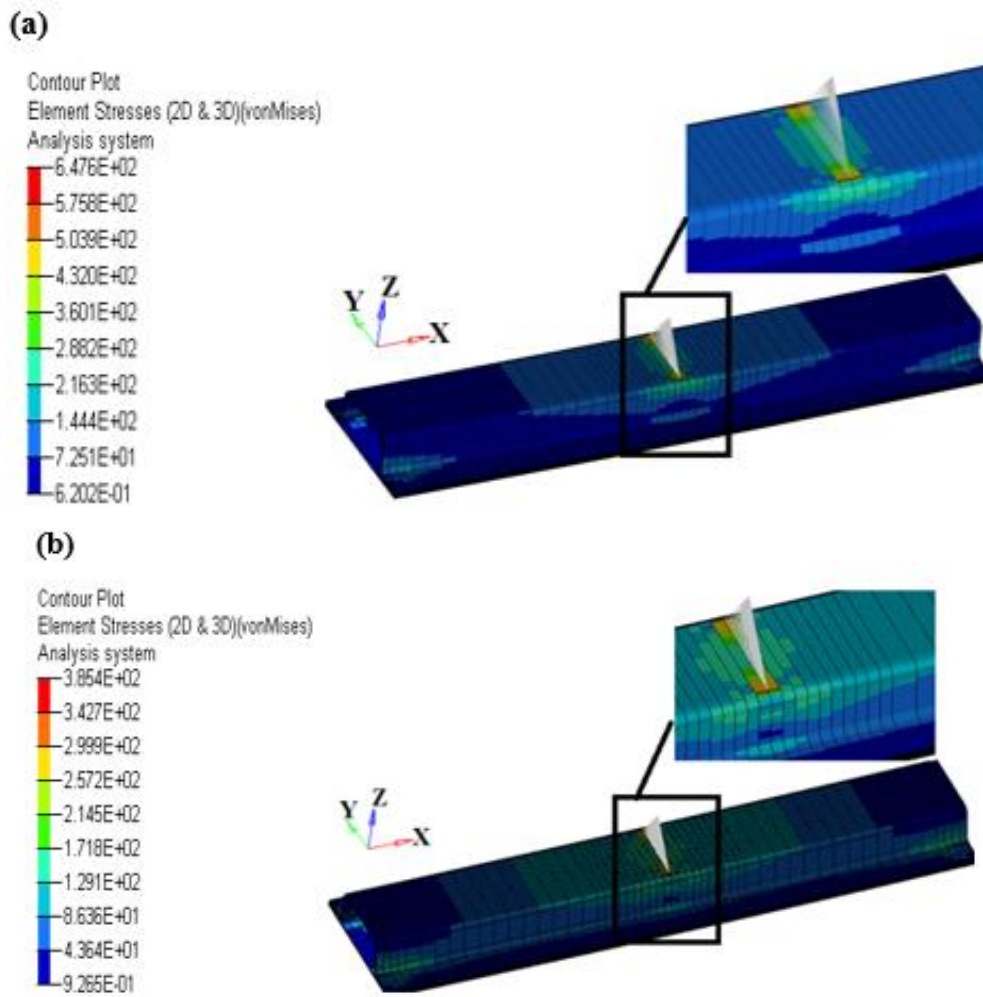 (a)
Contour Plot
Element Stresses (2D & 3D)(vonMises)
Analysis system
6.476E+02
5.758E+02
5.039E+02
4.320E+02
3.601E+02
2.882E+02
2.163E+02
1.444E+02
7.251E+01
6.202E-01
Y Z X
(b)
Contour Plot
Element Stresses (2D & 3D)(vonMises)
Analysis system
3.854E+02
3.427E+02
2.999E+02
2.572E+02
2.145E+02
1.718E+02
1.291E+02
8.636E+01
4.364E+01
9.265E-01
Y Z X